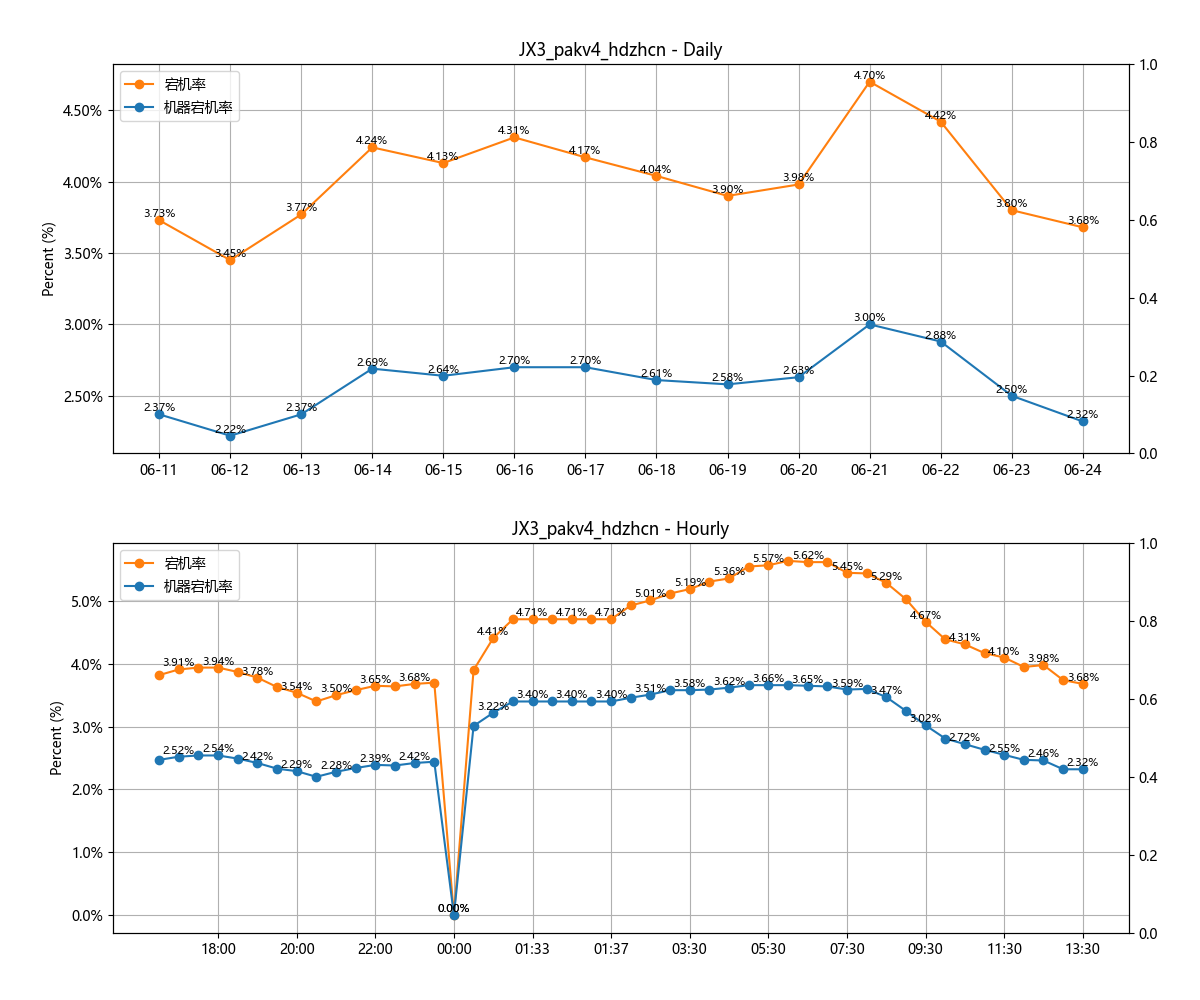 JX3_pakv4_hdzhcn - Daily
宕机率
机器宕机率
Percent (%)
4.50%
4.00%
3.50%
3.00%
2.50%
1.0
0.8
0.6
0.4
0.2
0.0
3.73% 3.45% 3.77% 4.24% 4.13% 4.31% 4.17% 4.04% 3.90% 3.98% 4.70% 4.42% 3.80% 3.68%
2.37% 2.22% 2.37% 2.69% 2.64% 2.70% 2.70% 2.61% 2.58% 2.63% 3.00% 2.88% 2.50% 2.32%
06-11 06-12 06-13 06-14 06-15 06-16 06-17 06-18 06-19 06-20 06-21 06-22 06-23 06-24
JX3_pakv4_hdzhcn - Hourly
宕机率
机器宕机率
Percent (%)
5.0%
4.0%
3.0%
2.0%
1.0%
0.0%
1.0
0.8
0.6
0.4
0.2
0.0
3.91% 3.94% 3.78% 3.54% 3.50% 3.65% 3.68% 0.00% 4.41% 4.71% 4.71% 4.71% 5.01% 5.19% 5.36% 5.57% 5.62% 5.45% 5.29% 4.67% 4.31% 4.10% 3.98% 3.68%
2.52% 2.54% 2.42% 2.29% 2.28% 2.39% 2.42% 0.00% 3.22% 3.40% 3.40% 3.40% 3.51% 3.58% 3.62% 3.66% 3.65% 3.59% 3.47% 3.02% 2.72% 2.55% 2.46% 2.32%
18:00 20:00 22:00 00:00 01:33 01:37 03:30 05:30 07:30 09:30 11:30 13:30